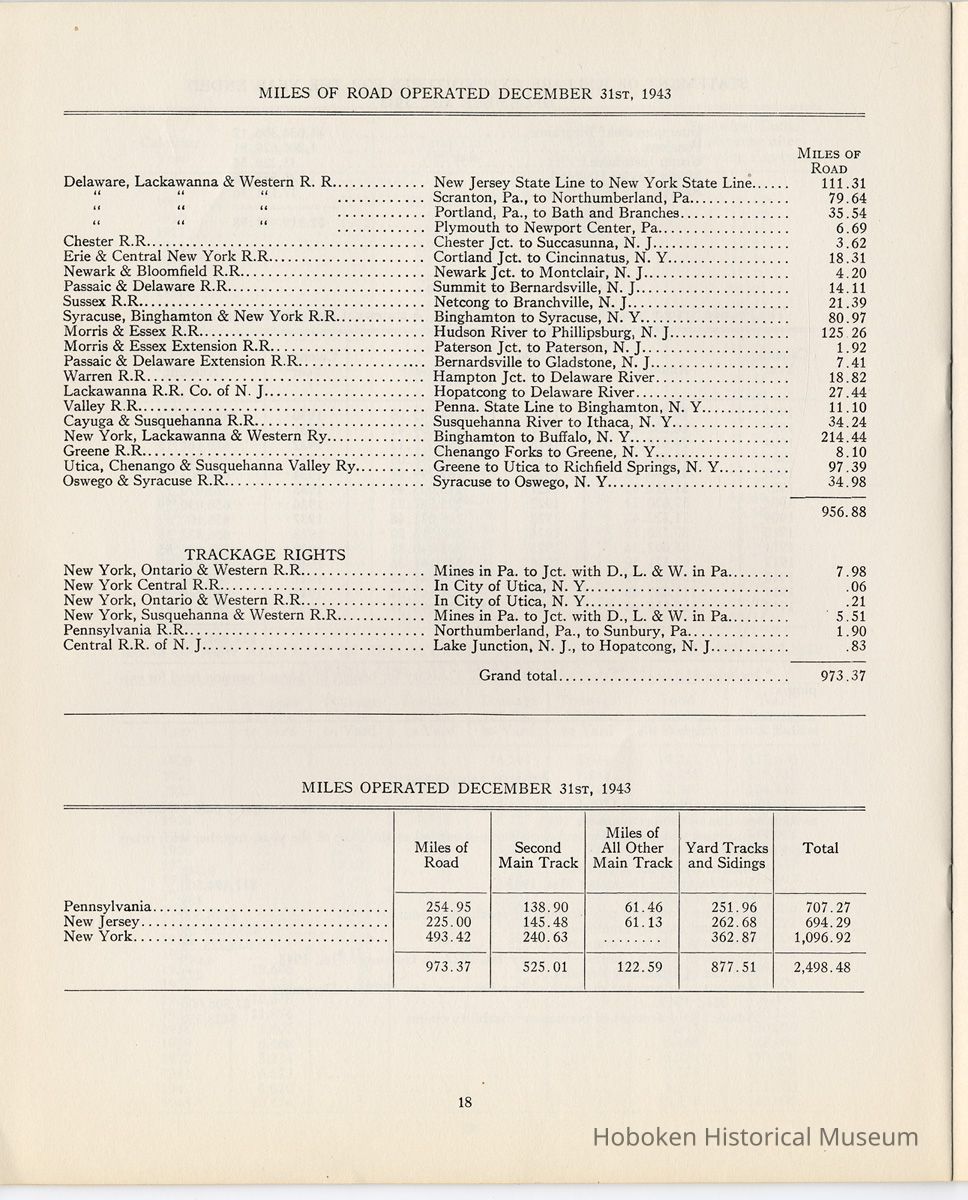 MILES OF ROAD OPERATED DECEMBER 31ST, 1943
MILES OF
ROAD
Delaware, Lackawanna & Western R. R............. New Jersey State Line to New York State Line...... 111.31
“ “ “ ............ Scranton, Pa., to Northumberland, Pa............. 79.64
“ “ “ ............ Portland, Pa., to Bath and Branches............... 35.54
“ “ “ ............ Plymouth to Newport Center, Pa.................. 6.69
Chester R.R...................................... Chester Jct. to Succasunna, N. J.................. 3.62
Erie & Central New York R.R..................... Cortland Jct. to Cincinnatus, N. Y................ 18.31
Newark & Bloomfield R.R......................... Newark Jct. to Montclair, N. J................... 4.20
Passaic & Delaware R.R.......................... Summit to Bernardsville, N. J.................... 14.11
Sussex R.R....................................... Netcong to Branchville, N. J..................... 21.39
Syracuse, Binghamton & New York R.R............ Binghamton to Syracuse, N. Y.................... 80.97
Morris & Essex R.R.............................. Hudson River to Phillipsburg, N. J................ 125 26
Morris & Essex Extension R.R.................... Paterson Jct. to Paterson, N. J................... 1.92
Passaic & Delaware Extension R.R................ Bernardsville to Gladstone, N. J.................. 7.41
Warren R.R...................................... Hampton Jct. to Delaware River.................. 18.82
Lackawanna R.R. Co. of N. J...................... Hopatcong to Delaware River.................... 27.44
Valley R.R....................................... Penna. State Line to Binghamton, N. Y............ 11.10
Cayuga & Susquehanna R.R....................... Susquehanna River to Ithaca, N. Y................ 34.24
New York, Lackawanna & Western Ry............. Binghamton to Buffalo, N. Y..................... 214.44
Greene R.R...................................... Chenango Forks to Greene, N. Y.................. 8.10
Utica, Chenango & Susquehanna Valley Ry.......... Greene to Utica to Richfield Springs, N. Y.......... 97.39
Oswego & Syracuse R.R.......................... Syracuse to Oswego, N. Y........................ 34.98
956.88
TRACKAGE RIGHTS
New York, Ontario & Western R.R................. Mines in Pa. to Jct. with D., L. & W. in Pa......... 7.98
New York Central R.R........................... In City of Utica, N. Y........................... .06
New York, Ontario & Western R.R................. In City of Utica, N. Y........................... .21
New York, Susquehanna & Western R.R............ Mines in Pa. to Jct. with D., L. & W. in Pa......... 5.51
Pennsylvania R.R................................ Northumberland, Pa., to Sunbury, Pa.............. 1.90
Central R.R. of N. J.............................. Lake Junction, N. J., to Hopatcong, N. J........... .83
Grand total............................... 973.37
MILES OPERATED DECEMBER 31ST, 1943
Miles of Road Second Main Track Miles of All Other Main Track Yard Tracks and Sidings Total
Pennsylvania.............................. 254.95 138.90 61.46 251.96 707.27
New Jersey................................ 225.00 145.48 61.13 262.68 694.29
New York................................. 493.42 240.63 ........ 362.87 1,096.92
973.37 525.01 122.59 877.51 2,498.48
18
Hoboken Historical Museum